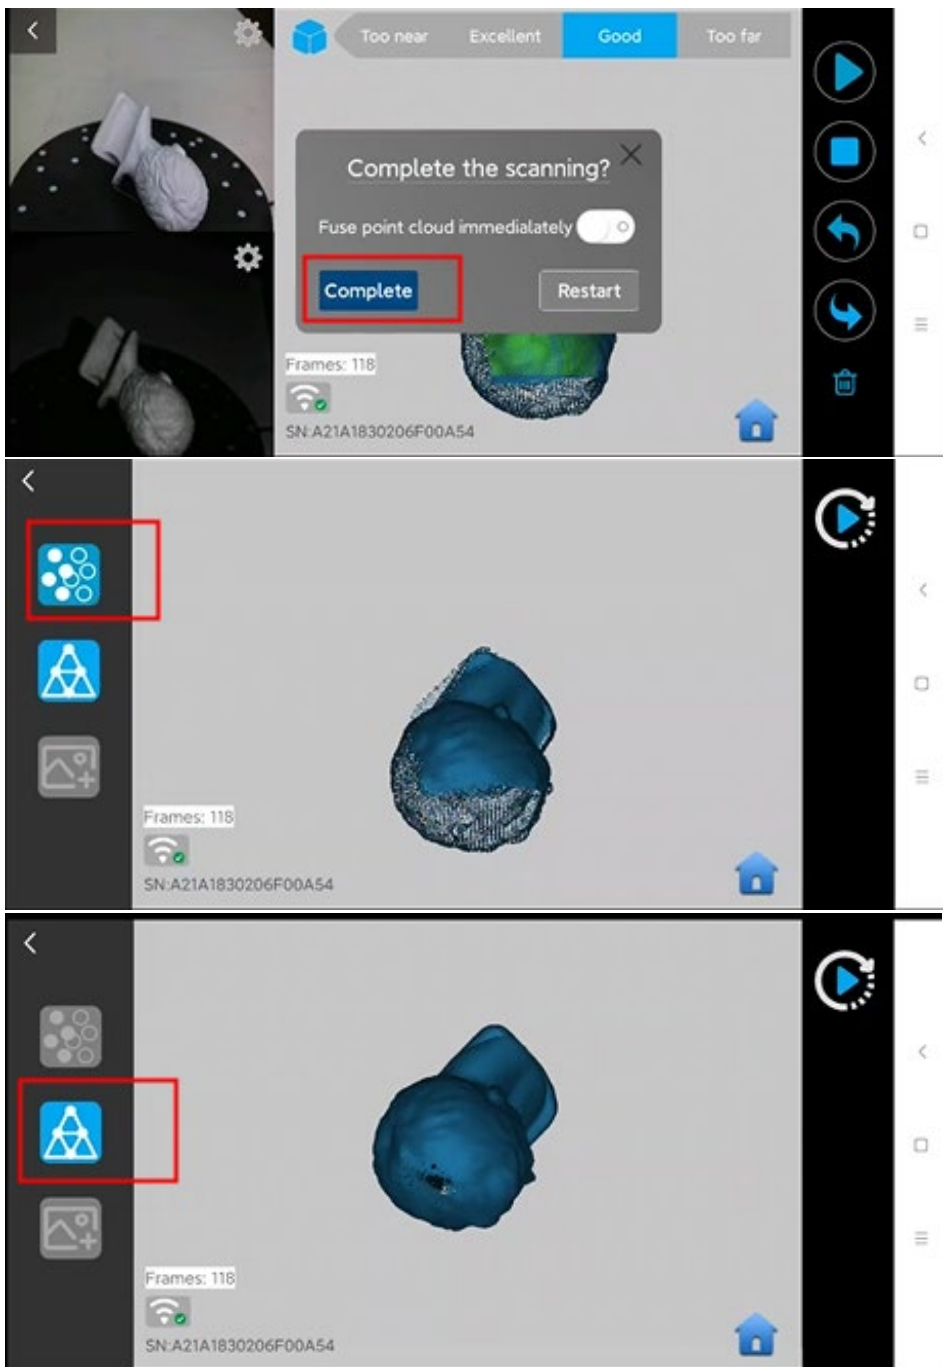 Too near Excellent Good Too far
Complete the scanning?
Fuse point cloud immedialately
Complete Restart
Frames: 118
SN:A21A1830206F00A54
Frames: 118
SN:A21A1830206F00A54
Frames: 118
SN:A21A1830206F00A54